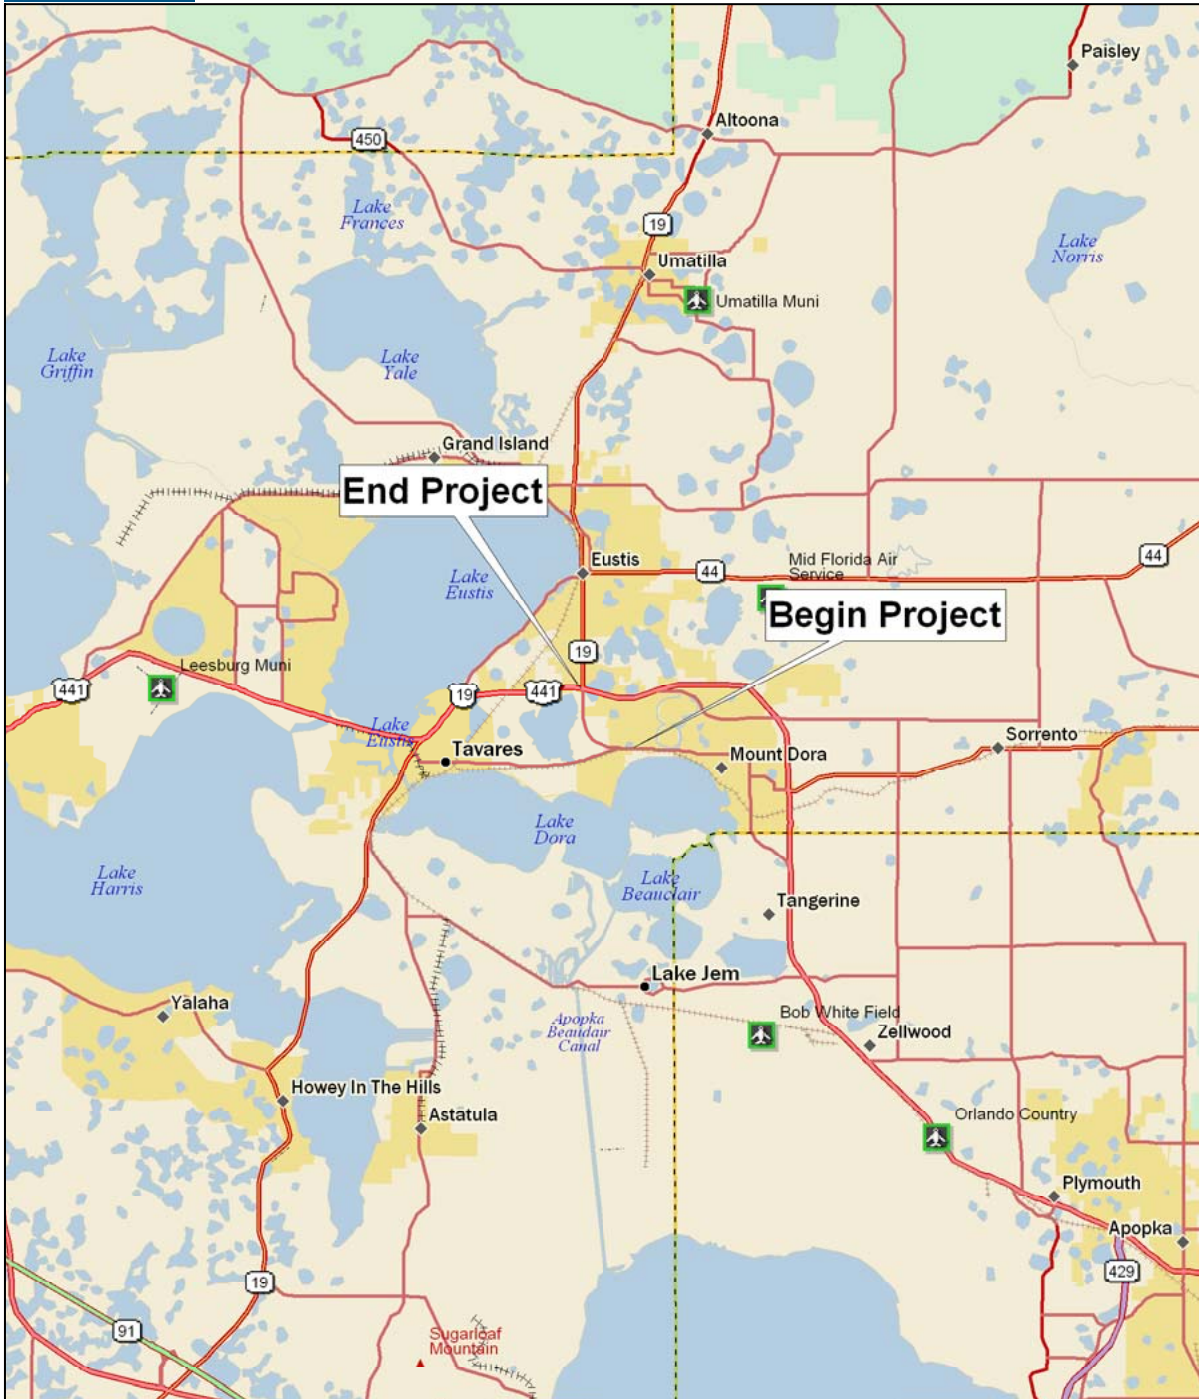 Paisley
Altoona
450
Lake
Frances
19
Lake
Norris
Umatilla
Umatilla Muni
Lake
Griffin
Lake
Yale
Grand Island
End Project
Eustis
44
Mid Florida Air
Service
44
Lake
Eustis
Begin Project
19
Leesburg Muni
441
19
441
Lake
Eustis
Tavares
Mount Dora
Sorrento
Lake
Dora
Lake
Harris
Lake
Beauclair
Tangerine
Lake Jem
Yalaha
Apopka
Beaudair
Canal
Bob White Field
Zellwood
Howey In The Hills
Astatula
Orlando Country
Plymouth
Apopka
19
429
91
Sugarloaf
Mountain